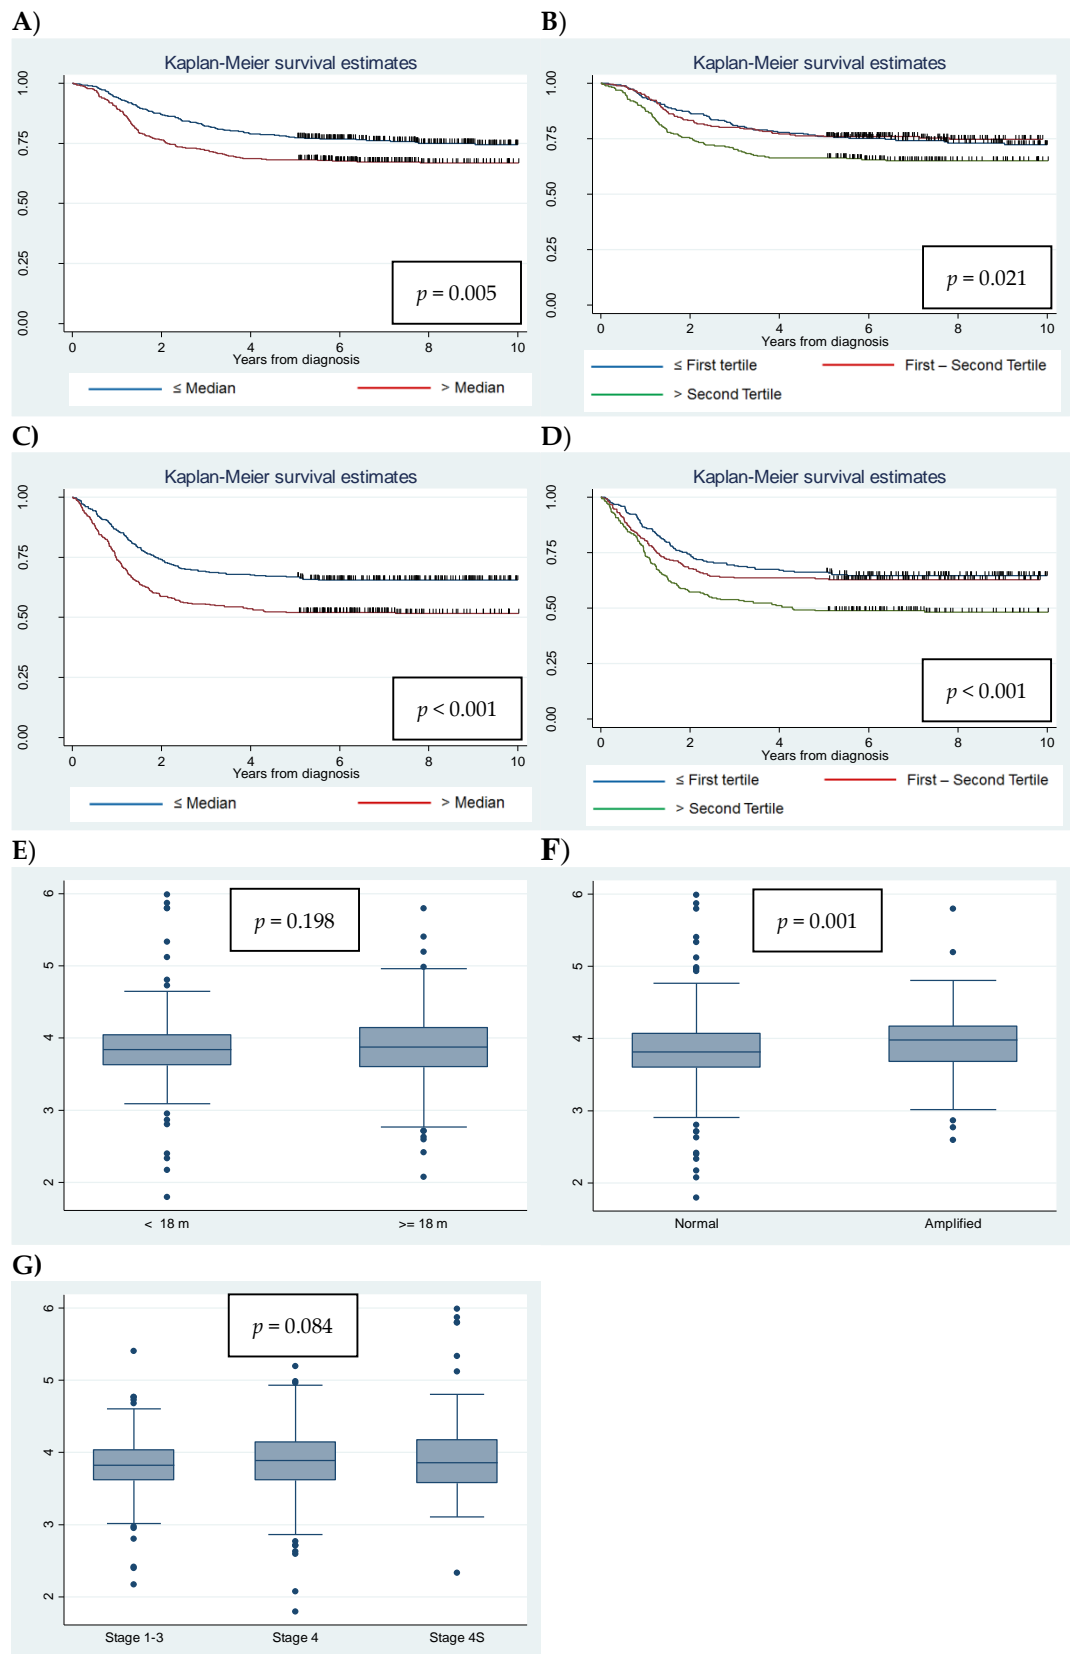 A)
Kaplan-Meier survival estimates
1.00
0.75
0.50
0.25
0.00
p = 0.005
0 2 4 6 8 10
Years from diagnosis
≤ Median > Median
B)
Kaplan-Meier survival estimates
1.00
0.75
0.50
0.25
0.00
p = 0.021
0 2 4 6 8 10
Years from diagnosis
≤ First tertile First – Second Tertile
> Second Tertile
C)
Kaplan-Meier survival estimates
1.00
0.75
0.50
0.25
0.00
p < 0.001
0 2 4 6 8 10
Years from diagnosis
≤ Median > Median
D)
Kaplan-Meier survival estimates
1.00
0.75
0.50
0.25
0.00
p < 0.001
0 2 4 6 8 10
Years from diagnosis
≤ First tertile First – Second Tertile
> Second Tertile
E)
6
5
4
3
2
p = 0.198
< 18 m >= 18 m
F)
6
5
4
3
2
p = 0.001
Normal Amplified
G)
6
5
4
3
2
p = 0.084
Stage 1-3 Stage 4 Stage 4S